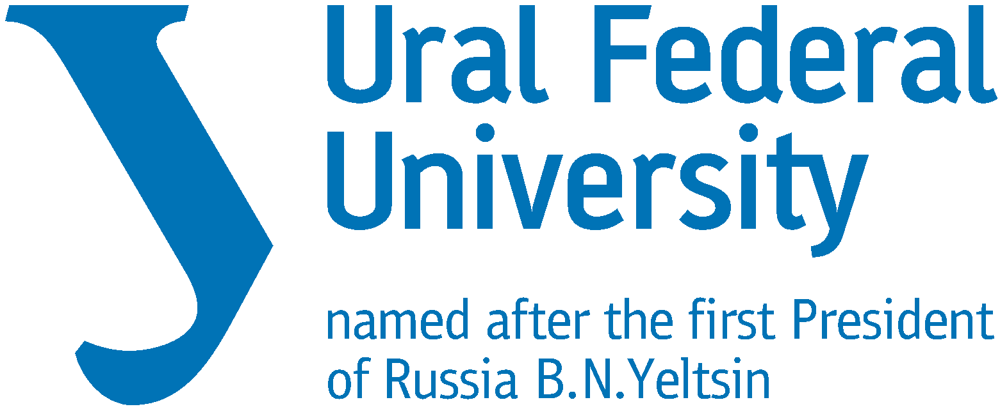 Ural Federal
University
named after the first President
of Russia B.N.Yeltsin